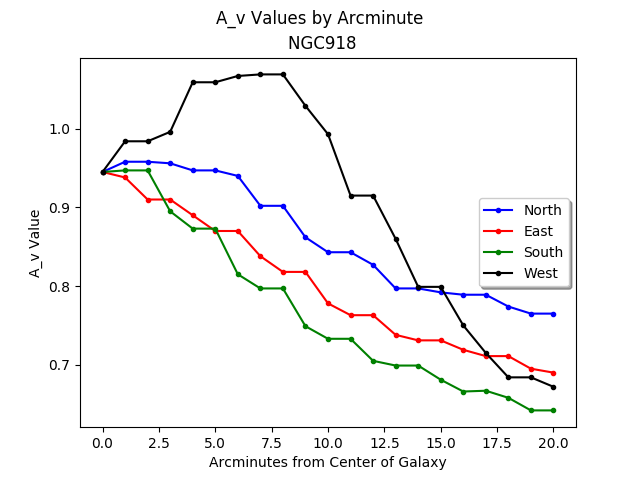 A_v Values by Arcminute
NGC918
A_v Value
1.0
0.9
0.8
0.7
North
East
South
West
0.0 2.5 5.0 7.5 10.0 12.5 15.0 17.5 20.0
Arcminutes from Center of Galaxy